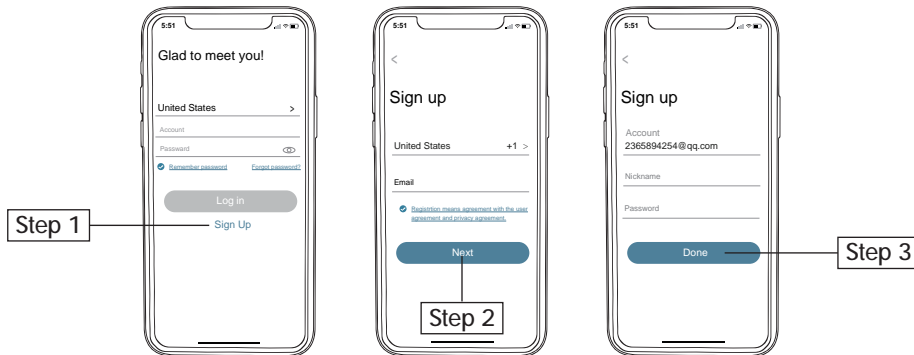 5:51
Glad to meet you!
United States >
Account
Password
Remember password Forgot password?
Log in
Sign Up
Step 1
5:51
<
Sign up
United States +1 >
Email
Registrtion means agreement with the user
agreement and privacy agreement.
Next
Step 2
5:51
<
Sign up
Account
2365894254@qq.com
Nickname
Password
Done
Step 3